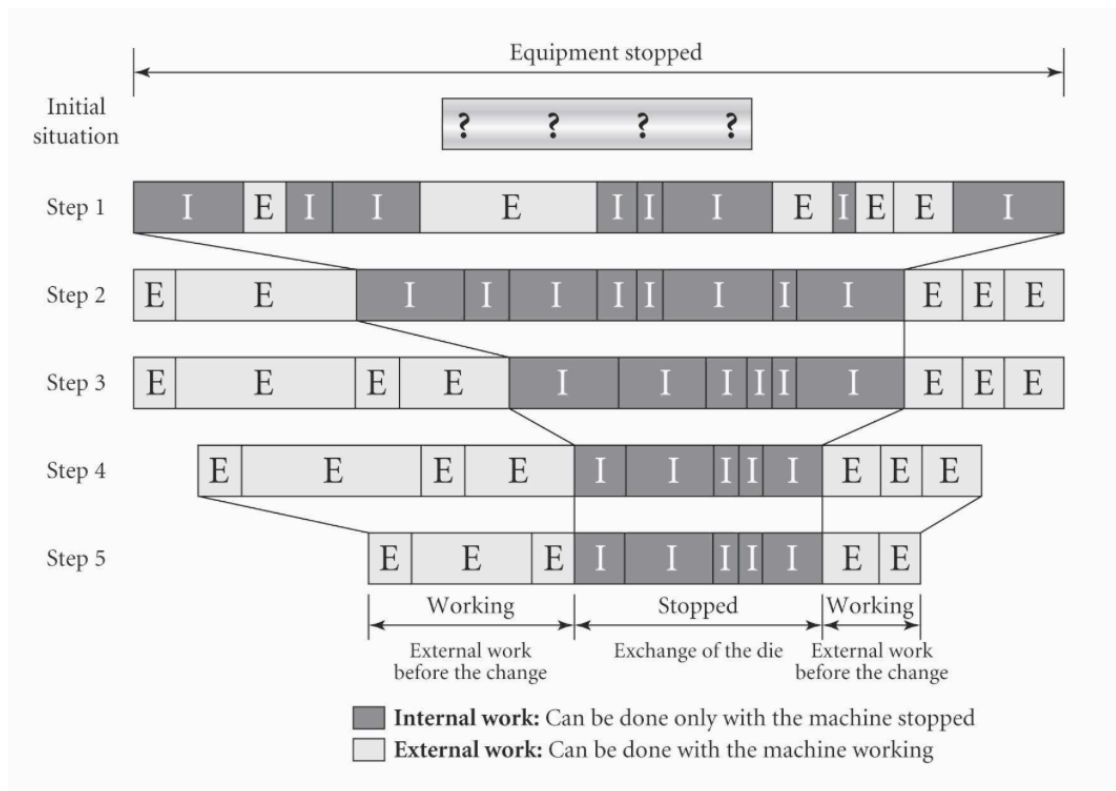 Equipment stopped
Initial
situation
? ? ? ?
Step 1
I E I I E I I I E I E E I
Step 2
E E I I I I I I I I E E E
Step 3
E E E E I I I I I I E E E
Step 4
E E E E I I I I I E E E
Step 5
E E E I I I I I E E
Working Stopped Working
External work
before the change
Exchange of the die
External work
before the change
Internal work: Can be done only with the machine stopped
External work: Can be done with the machine working